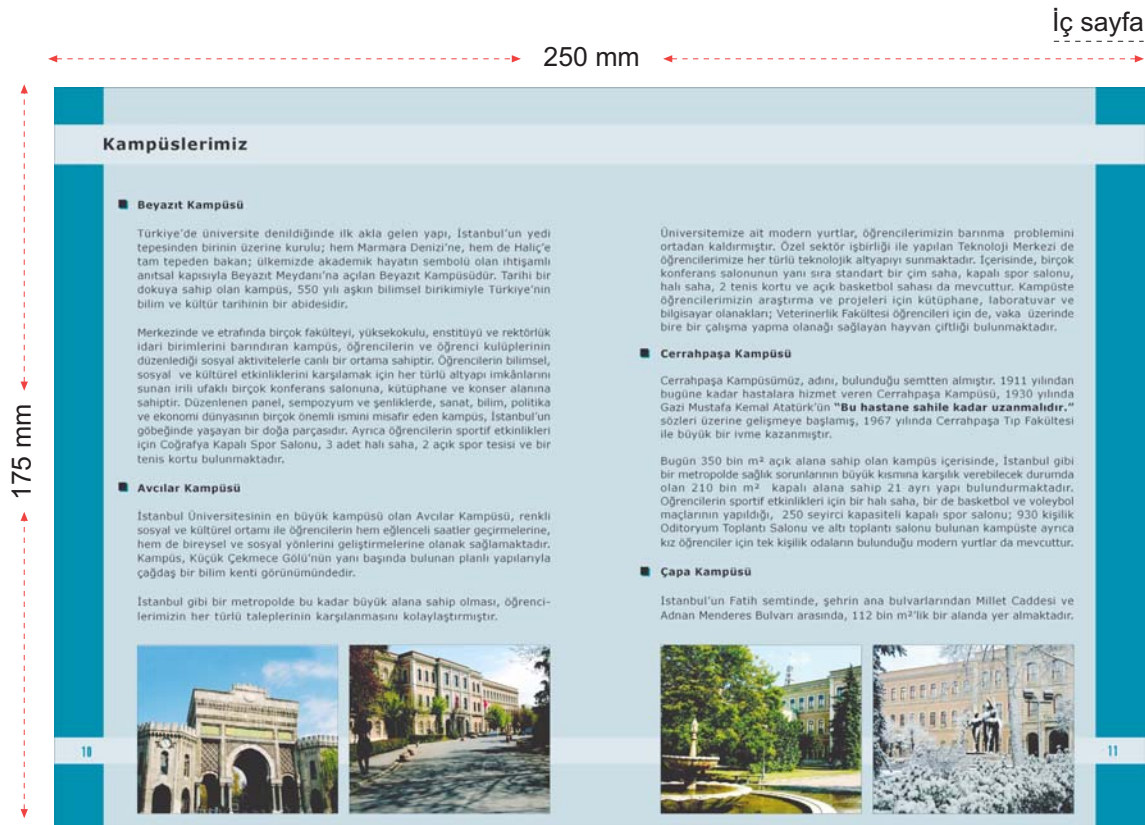 İç sayfa
250 mm
175 mm
Kampüslerimiz
Beyazıt Kampüsü
Türkiye'de üniversite denildiğinde ilk akla gelen yapı, İstanbul'un yedi
tepesinden birinin üzerine kurulu; hem Marmara Denizi'ne, hem de Haliç'e
tam tepeden bakan; ülkemizde akademik hayatın sembolü olan ihtişamlı
anıtsal kapısıyla Beyazıt Meydanı'na açılan Beyazıt Kampüsüdür. Tarihi bir
dokuya sahip olan kampüs, 550 yılı aşkın bilimsel birikimiyle Türkiye'nin
bilim ve kültür tarihinin bir abidesidir.
Merkezinde ve etrafında birçok fakülteyi, yüksekokulu, enstitüyü ve rektörlük
idari birimlerini barındıran kampüs, öğrencilerin ve öğrenci kulüplerinin
düzenlediği sosyal aktivitelerle canlı bir ortama sahiptir. Öğrencilerin bilimsel,
sosyal ve kültürel etkinliklerini karşılamak için her türlü altyapı imkânlarını
sunan irili ufaklı birçok konferans salonuna, kütüphane ve konser alanına
sahiptir. Düzenlenen panel, sempozyum ve şenliklerde, sanat, bilim, politika
ve ekonomi dünyasının birçok önemli ismini misafir eden kampüs, İstanbul'un
göbeğinde yaşayan bir doğa parçasıdır. Ayrıca öğrencilerin sportif etkinlikleri
için Coğrafya Kapalı Spor Salonu, 3 adet halı saha, 2 açık spor tesisi ve bir
tenis kortu bulunmaktadır.
Avcılar Kampüsü
İstanbul Üniversitesinin en büyük kampüsü olan Avcılar Kampüsü, renkli
sosyal ve kültürel ortamı ile öğrencilerin hem eğlenceli saatler geçirmelerine,
hem de bireysel ve sosyal yönlerini geliştirmelerine olanak sağlamaktadır.
Kampüs, Küçük Çekmece Gölü'nün yanı başında bulunan planlı yapılarıyla
çağdaş bir bilim kenti görünümündedir.
İstanbul gibi bir metropolde bu kadar büyük alana sahip olması, öğrenci-
lerimizin her türlü taleplerinin karşılanmasını kolaylaştırmıştır.
10
Üniversitemize ait modern yurtlar, öğrencilerimizin barınma problemini
ortadan kaldırmıştır. Özel sektör işbirliği ile yapılan Teknoloji Merkezi de
öğrencilerimize her türlü teknolojik altyapıyı sunmaktadır. İçerisinde, birçok
konferans salonunun yanı sıra standart bir çim saha, kapalı spor salonu,
halı saha, 2 tenis kortu ve açık basketbol sahası da mevcuttur. Kampüste
öğrencilerimizin araştırma ve projeleri için kütüphane, laboratuvar ve
bilgisayar olanakları; Veterinerlik Fakültesi öğrencileri için de, vaka üzerinde
bire bir çalışma yapma olanağı sağlayan hayvan çiftliği bulunmaktadır.
Cerrahpaşa Kampüsü
Cerrahpaşa Kampüsümüz, adını, bulunduğu semtten almıştır. 1911 yılından
bugüne kadar hastalara hizmet veren Cerrahpaşa Kampüsü, 1930 yılında
Gazi Mustafa Kemal Atatürk'ün "Bu hastane sahile kadar uzanmalıdır."
sözleri üzerine gelişmeye başlamış, 1967 yılında Cerrahpaşa Tıp Fakültesi
ile büyük bir ivme kazanmıştır.
Bugün 350 bin m² açık alana sahip olan kampüs içerisinde, İstanbul gibi
bir metropolde sağlık sorunlarının büyük kısmına karşılık verebilecek durumda
olan 210 bin m² kapalı alana sahip 21 ayrı yapı bulundurmaktadır.
Öğrencilerin sportif etkinlikleri için bir halı saha, bir de basketbol ve voleybol
maçlarının yapıldığı, 250 seyirci kapasiteli kapalı spor salonu; 930 kişilik
Oditoryum Toplantı Salonu ve altı toplantı salonu bulunan kampüste ayrıca
kız öğrenciler için tek kişilik odaların bulunduğu modern yurtlar da mevcuttur.
Çapa Kampüsü
İstanbul'un Fatih semtinde, şehrin ana bulvarlarından Millet Caddesi ve
Adnan Menderes Bulvarı arasında, 112 bin m²'lik bir alanda yer almaktadır.
11